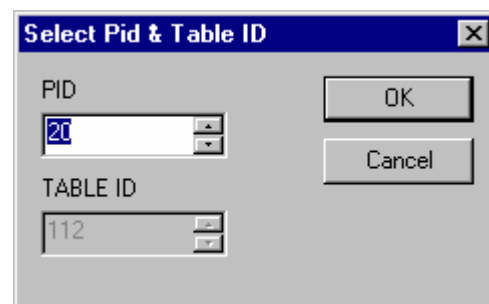 Select Pid & Table ID
PID
20
OK
Cancel
TABLE ID
112